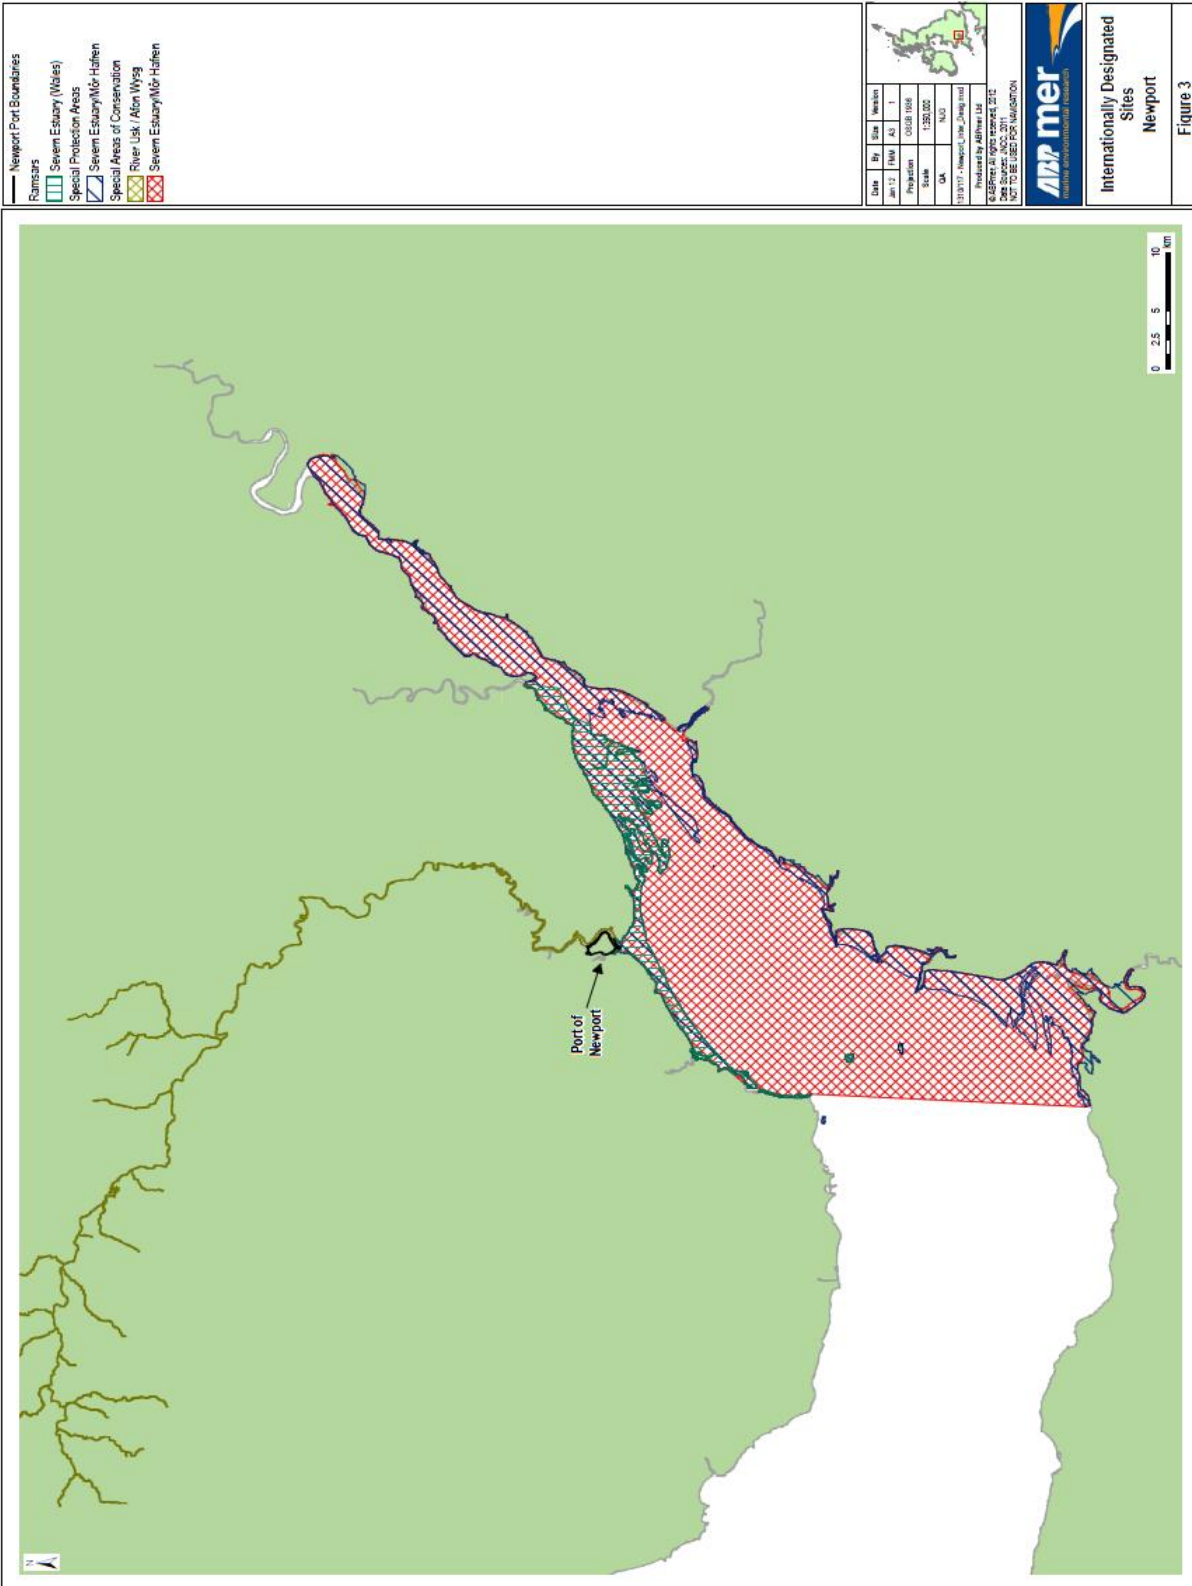 Newport Port Boundaries
Ramsars
Severn Estuary (Wales)
Special Protection Areas
Severn Estuary/Môr Hafren
Special Areas of Conservation
River Usk / Afon Wysg
Severn Estuary/Môr Hafren
N
Port of
Newport
0 2.5 5 10
km
Date By Size Version
Jan 12 FMM A3 1
Projection OSGB 1936
Scale 1:350,000
QA NJG
Produced by ABPmer Ltd
©ABPmer, All rights reserved, 2012
Data Sources: JNCC, 2011
NOT TO BE USED FOR NAVIGATION
ABPmer
marine environmental research
Internationally Designated
Sites
Newport
Figure 3